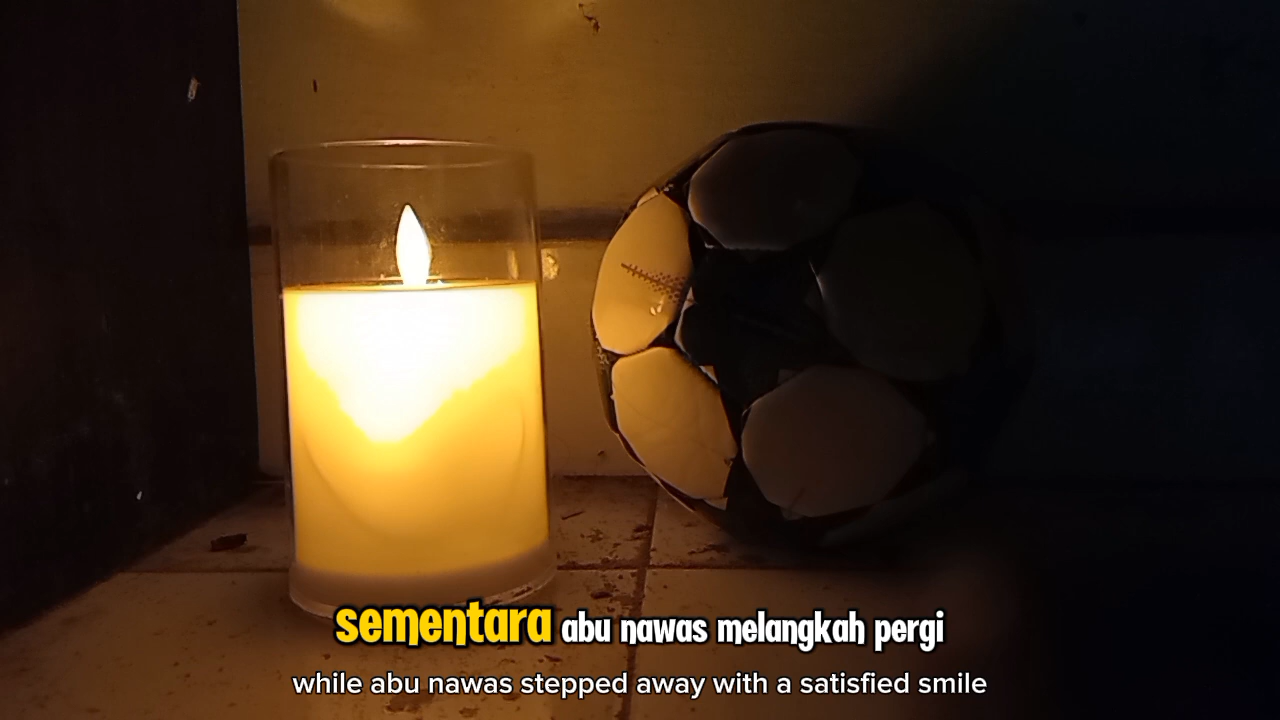 sementara abu nawas melangkah pergi
while abu nawas stepped away with a satisfied smile